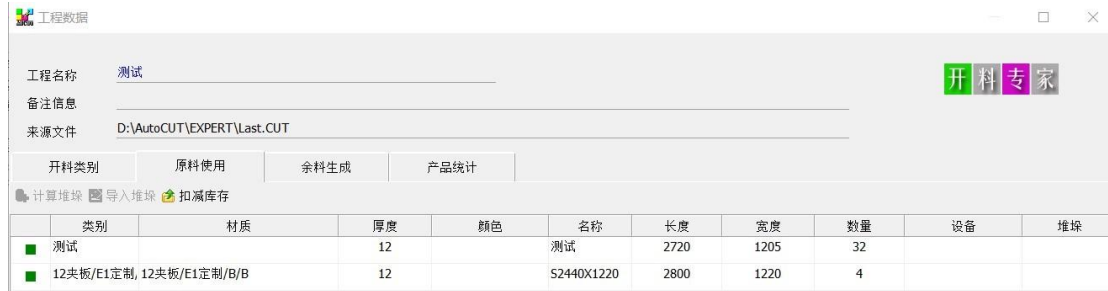 工程数据
工程名称 测试
开料专家
备注信息
来源文件 D:\AutoCUT\EXPERT\Last.CUT
开料类别 原料使用 余料生成 产品统计
计算堆垛 导入堆垛 扣减库存
类别 材质 厚度 颜色 名称 长度 宽度 数量 设备 堆垛
测试 12 测试 2720 1205 32
12夹板/E1定制, 12夹板/E1定制/B/B 12 S2440X1220 2800 1220 4